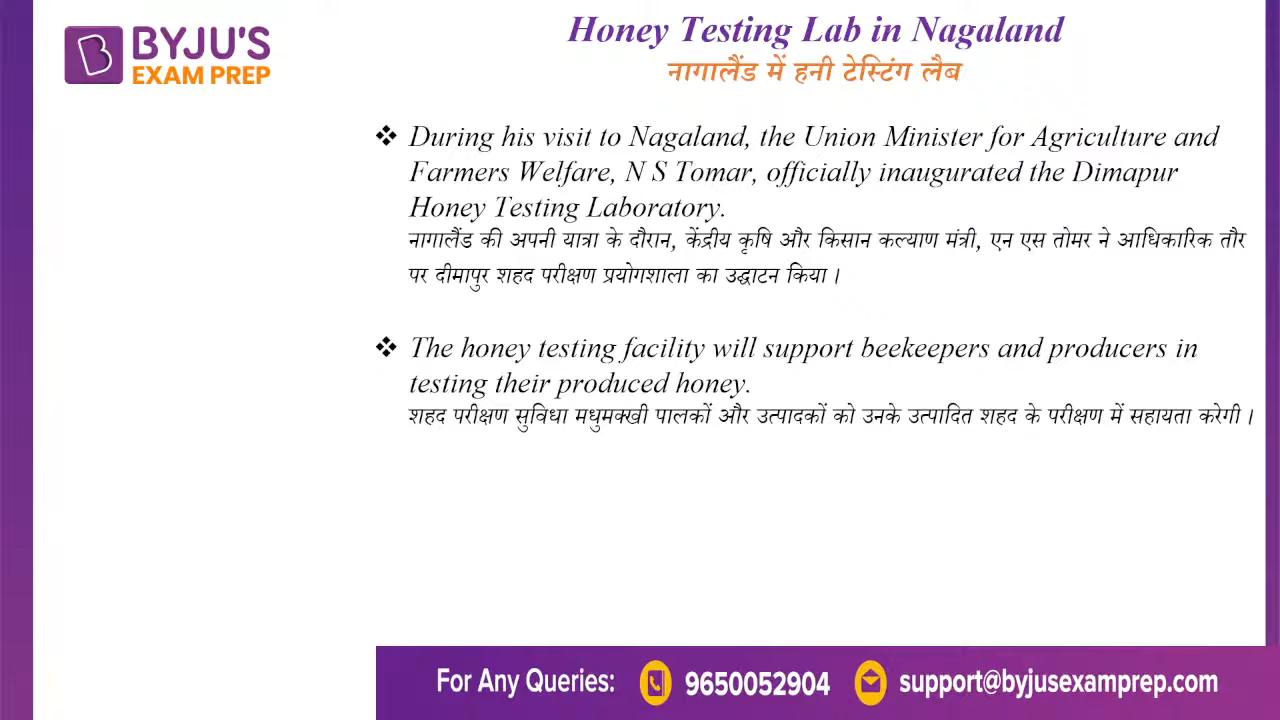 BYJU'S
EXAM PREP
Honey Testing Lab in Nagaland
नागालैंड में हनी टेस्टिंग लैब
❖ During his visit to Nagaland, the Union Minister for Agriculture and
Farmers Welfare, N S Tomar, officially inaugurated the Dimapur
Honey Testing Laboratory.
नागालैंड की अपनी यात्रा के दौरान, केंद्रीय कृषि और किसान कल्याण मंत्री, एन एस तोमर ने आधिकारिक तौर
पर दीमापुर शहद परीक्षण प्रयोगशाला का उद्घाटन किया।
❖ The honey testing facility will support beekeepers and producers in
testing their produced honey.
शहद परीक्षण सुविधा मधुमक्खी पालकों और उत्पादकों को उनके उत्पादित शहद के परीक्षण में सहायता करेगी।
For Any Queries: 9650052904 support@byjusexamprep.com